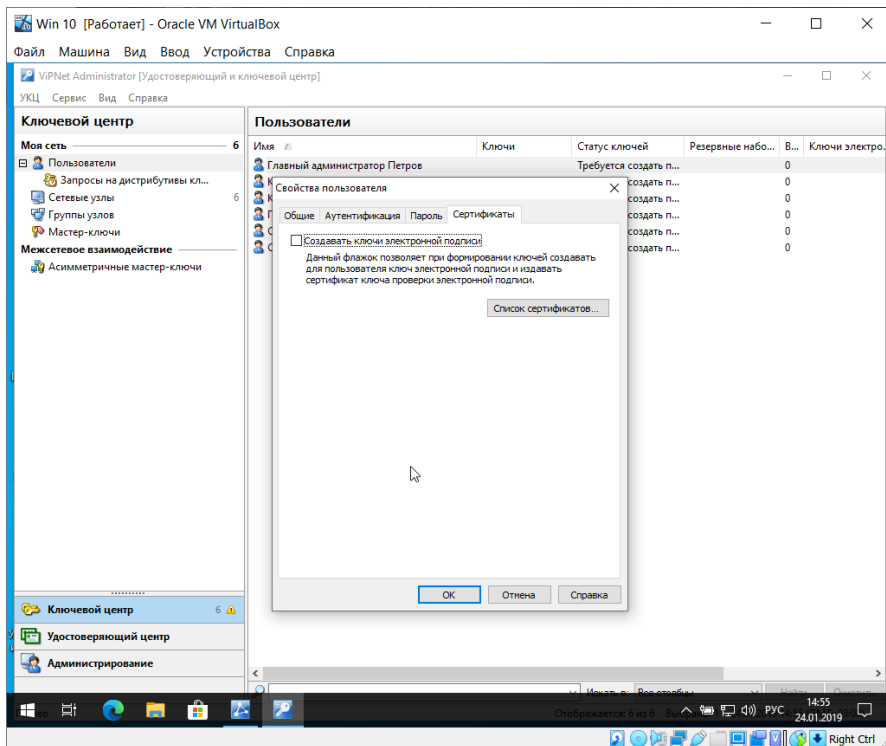 Win 10 [Работает] - Oracle VM VirtualBox
Файл Машина Вид Ввод Устройства Справка
ViPNet Administrator [Удостоверяющий и ключевой центр]
УКЦ Сервис Вид Справка
Ключевой центр
Моя сеть 6
Пользователи
Запросы на дистрибутивы кл...
Сетевые узлы 6
Группы узлов
Мастер-ключи
Межсетевое взаимодействие
Асимметричные мастер-ключи
Ключевой центр 6
Удостоверяющий центр
Администрирование
Пользователи
Имя Ключи Статус ключей Резервные набо... В... Ключи электро.
Главный администратор Петров Требуется создать п... 0
К создать п... 0
К создать п... 0
создать п... 0
С создать п... 0
С создать п... 0
Свойства пользователя
Общие Аутентификация Пароль Сертификаты
Создавать ключи электронной подписи
Данный флажок позволяет при формировании ключей создавать
для пользователя ключ электронной подписи и издавать
сертификат ключа проверки электронной подписи.
Список сертификатов...
OK Отмена Справка
Искать в: Все столбцы Найти
Отображается: 6 из 6
РУС 14:55
24.01.2019
Right Ctrl